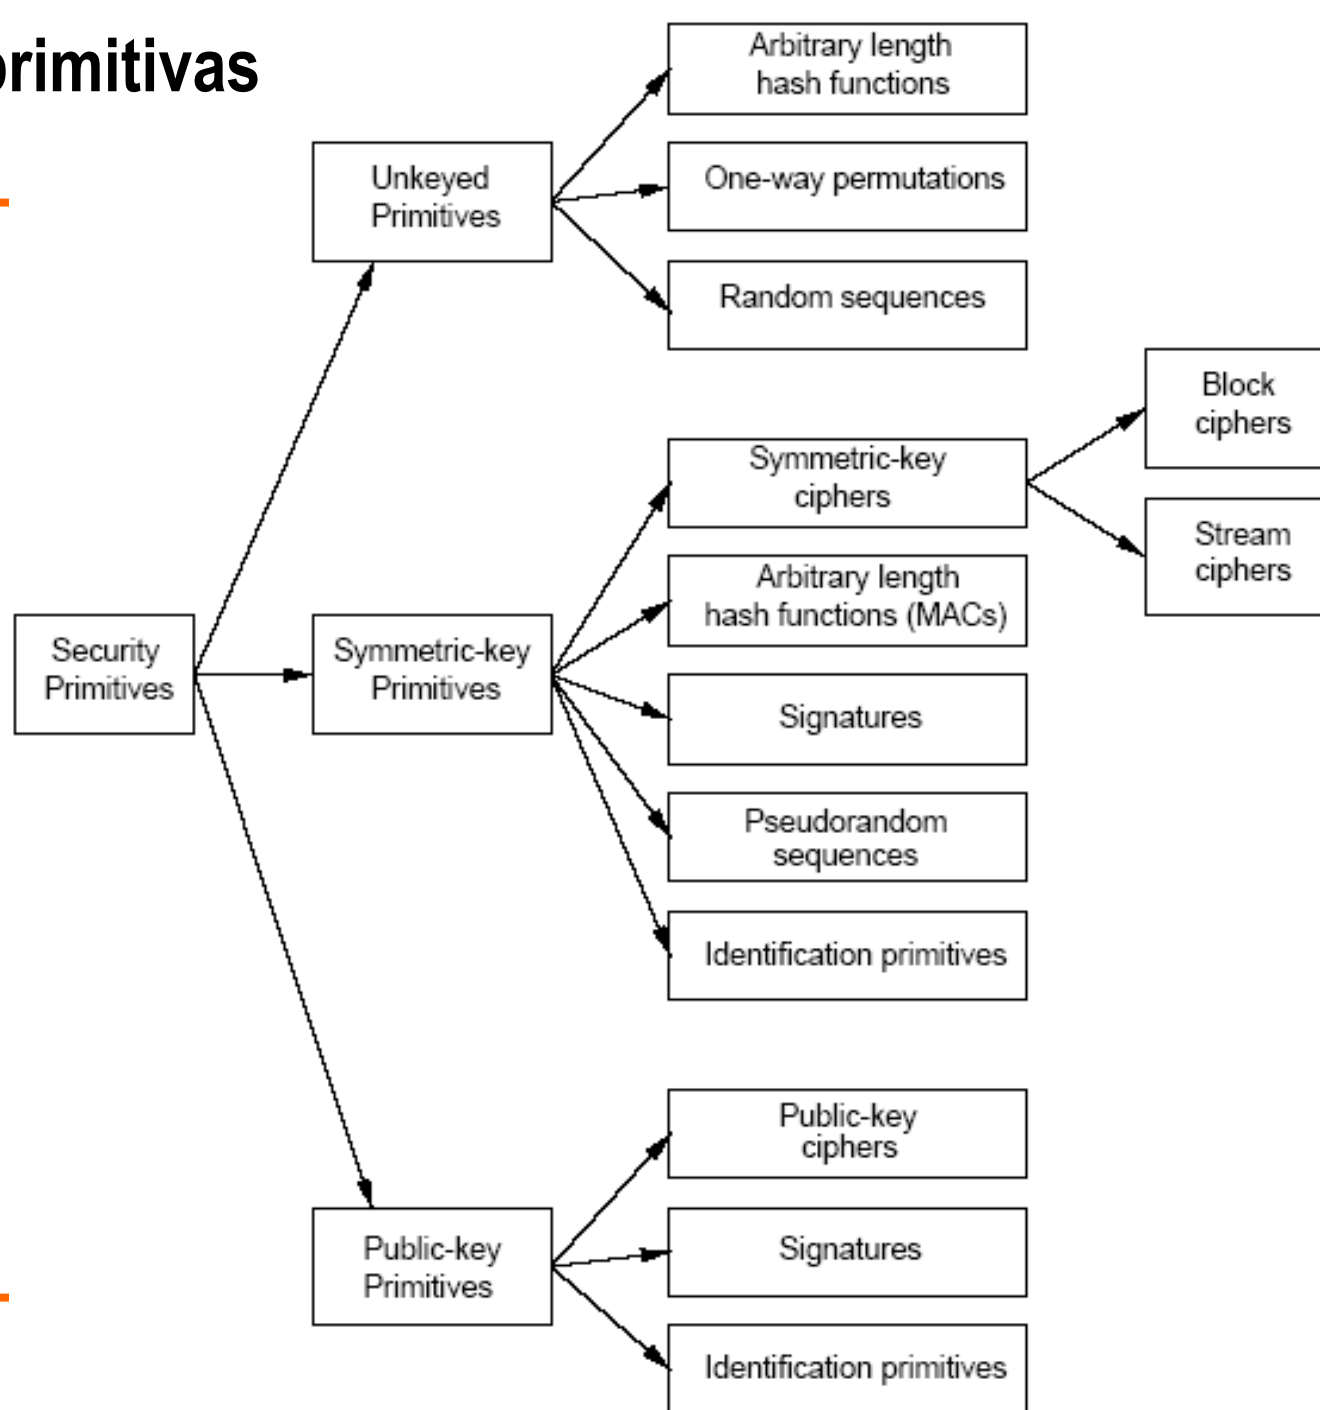 primitivas
Arbitrary length
hash functions
Unkeyed
Primitives
One-way permutations
Random sequences
Block
ciphers
Symmetric-key
ciphers
Stream
ciphers
Arbitrary length
hash functions (MACs)
Security
Primitives
Symmetric-key
Primitives
Signatures
Pseudorandom
sequences
Identification primitives
Public-key
ciphers
Public-key
Primitives
Signatures
Identification primitives